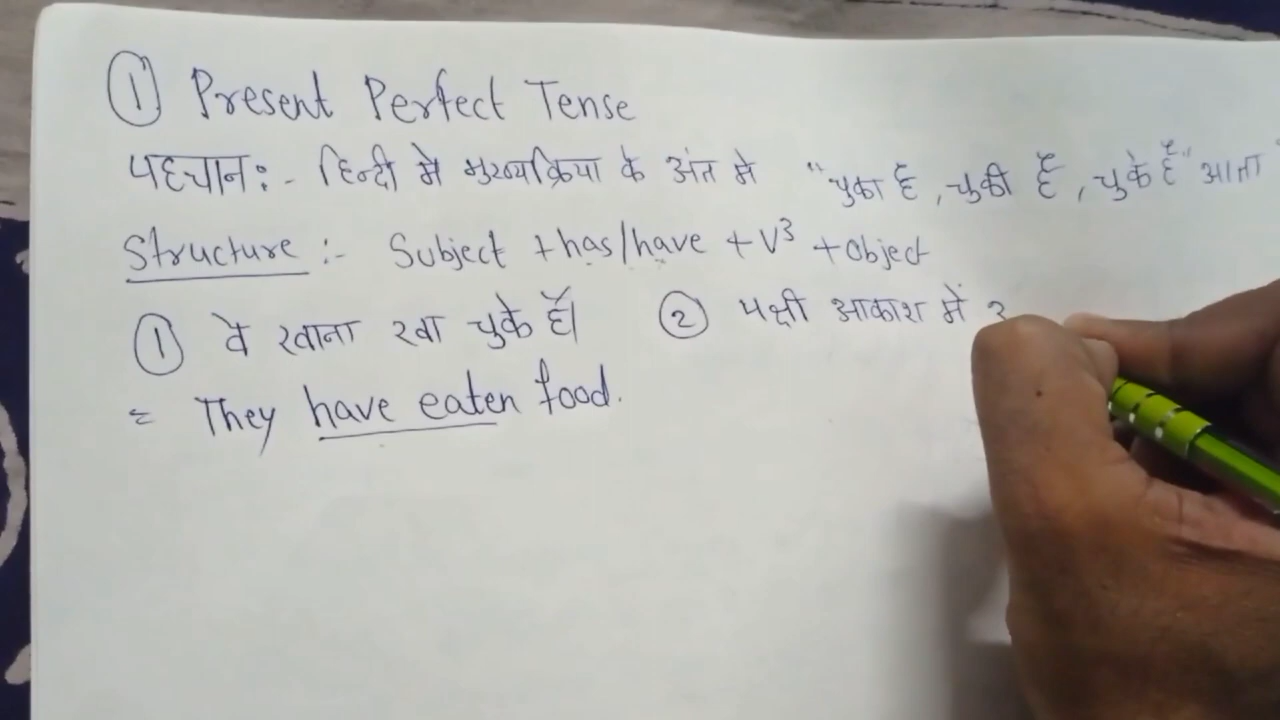 ① Present Perfect Tense
पहचान:- हिन्दी मे मुख्यक्रिया के अंत मे "चुका है, चुकी है, चुके हैं" आता
Structure :- Subject + has/have + V³ + Object
① वे खाना खा चुके हैं।
② पक्षी आकाश में
= They have eaten food.